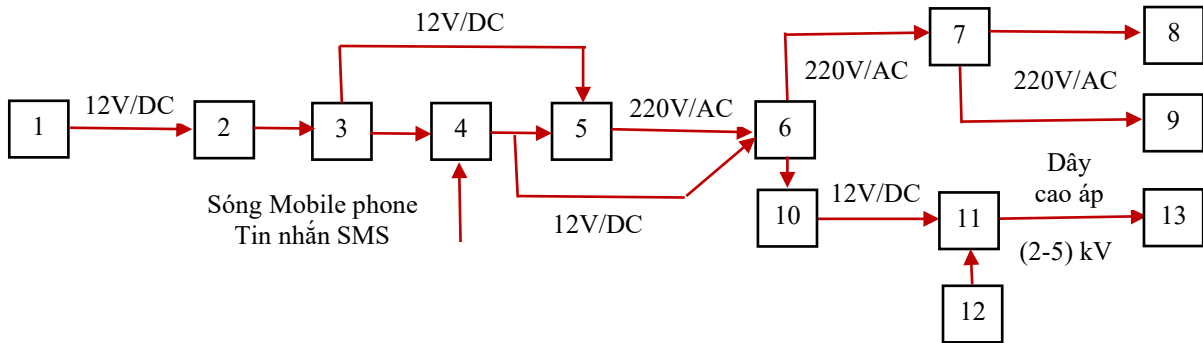 12V/DC
7
8
220V/AC
220V/AC
12V/DC
220V/AC
1
2
3
4
5
6
9
Dây
cao áp
Sóng Mobile phone
Tin nhắn SMS
12V/DC
10
12V/DC
11
13
(2-5) kV
12